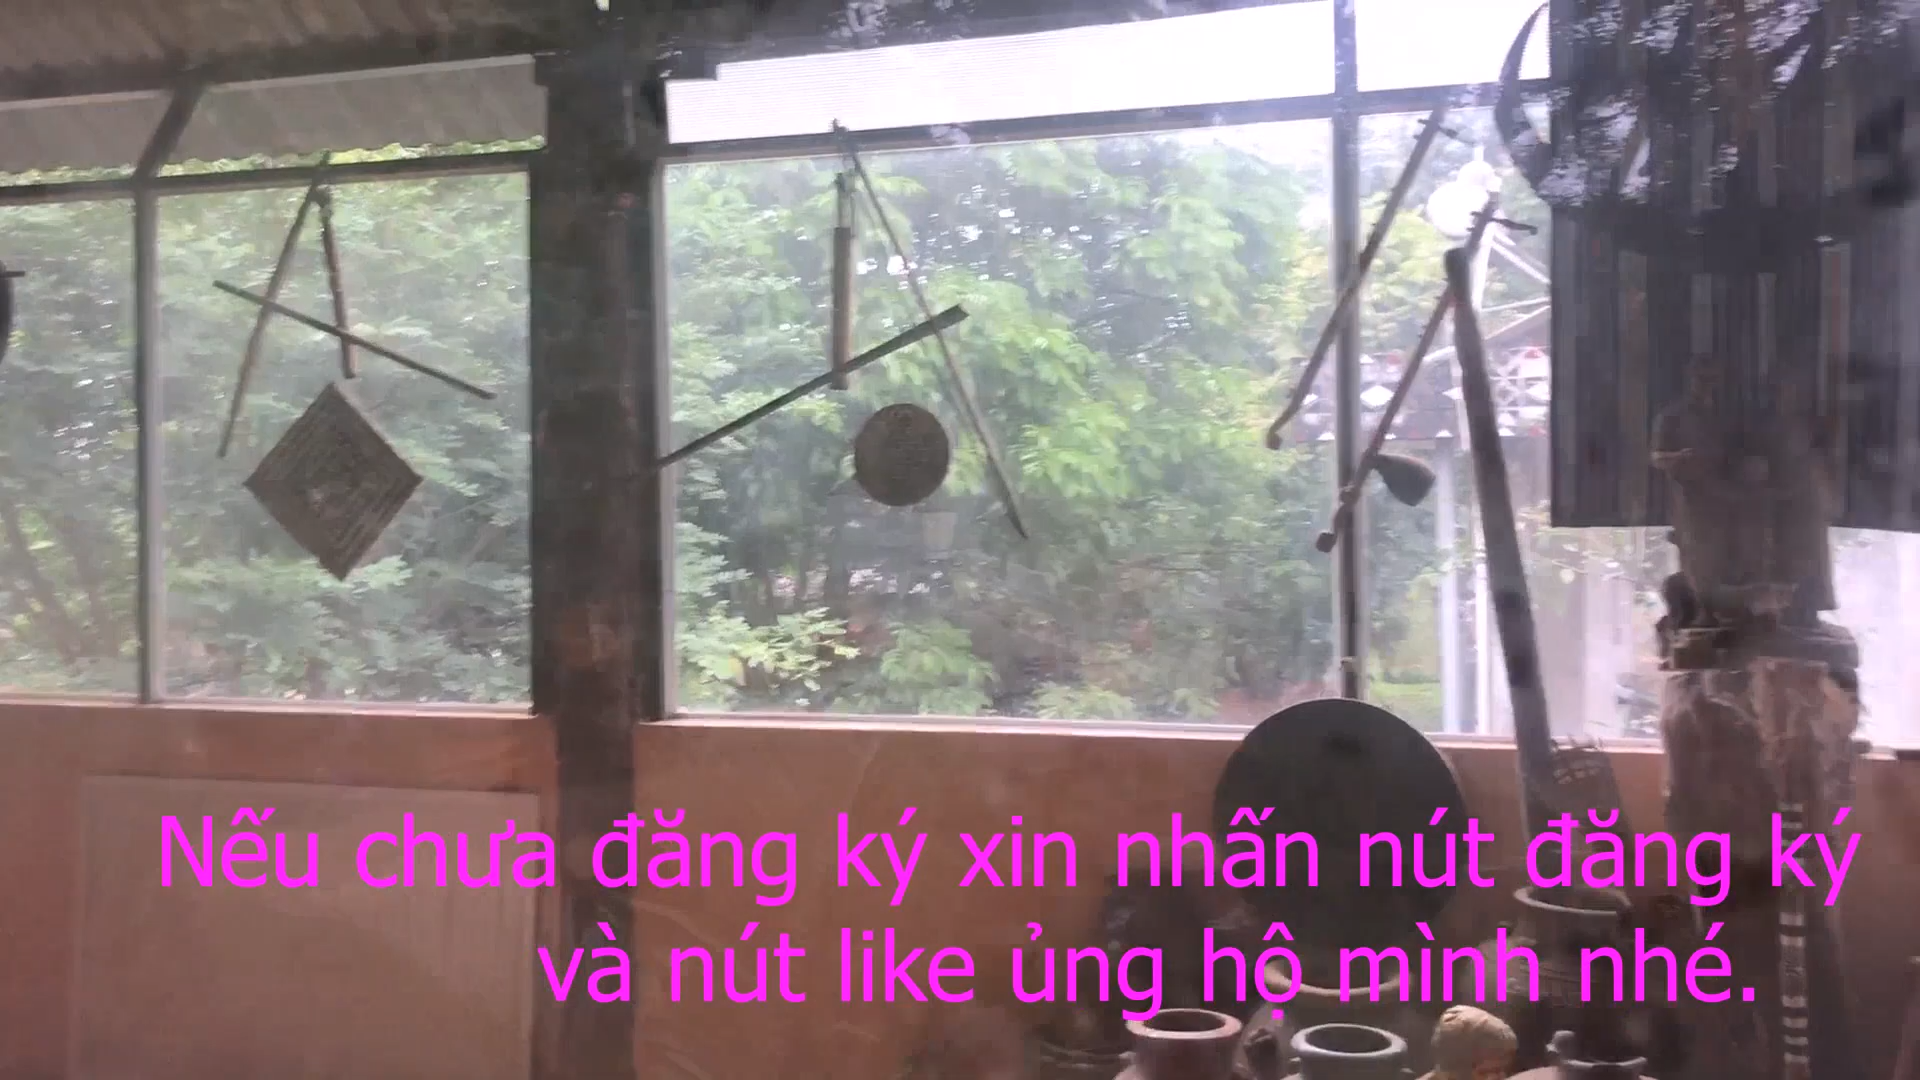 Nếu chưa đăng ký xin nhấn nút đăng ký
và nút like ủng hộ mình nhé.